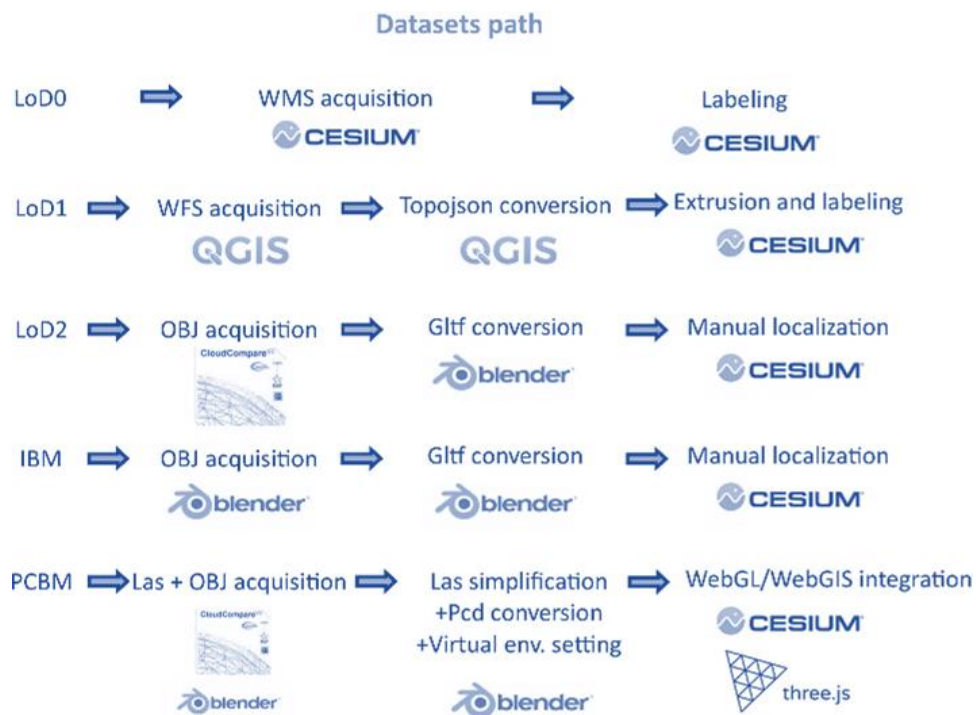 Datasets path
LoD0 WMS acquisition Labeling
CESIUM CESIUM
LoD1 WFS acquisition Topojson conversion Extrusion and labeling
QGIS QGIS CESIUM
LoD2 OBJ acquisition Gltf conversion Manual localization
CloudCompare
blender CESIUM
IBM OBJ acquisition Gltf conversion Manual localization
blender blender CESIUM
PCBM Las + OBJ acquisition Las simplification WebGL/WebGIS integration
CloudCompare +Pcd conversion CESIUM
+Virtual env. setting
blender blender three.js